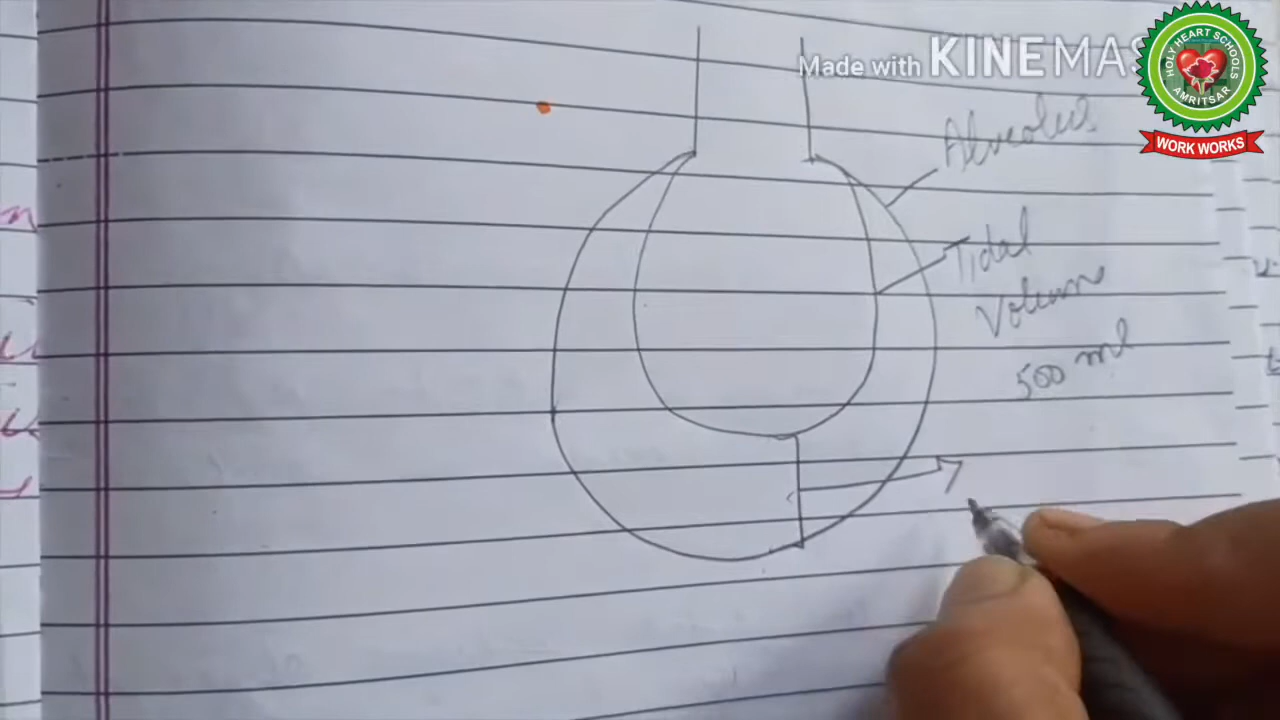 Made with KINEMAS
HOLY HEART SCHOOLS
AMRITSAR
WORK WORKS
Alveolus
Tidal
Volume
500 ml